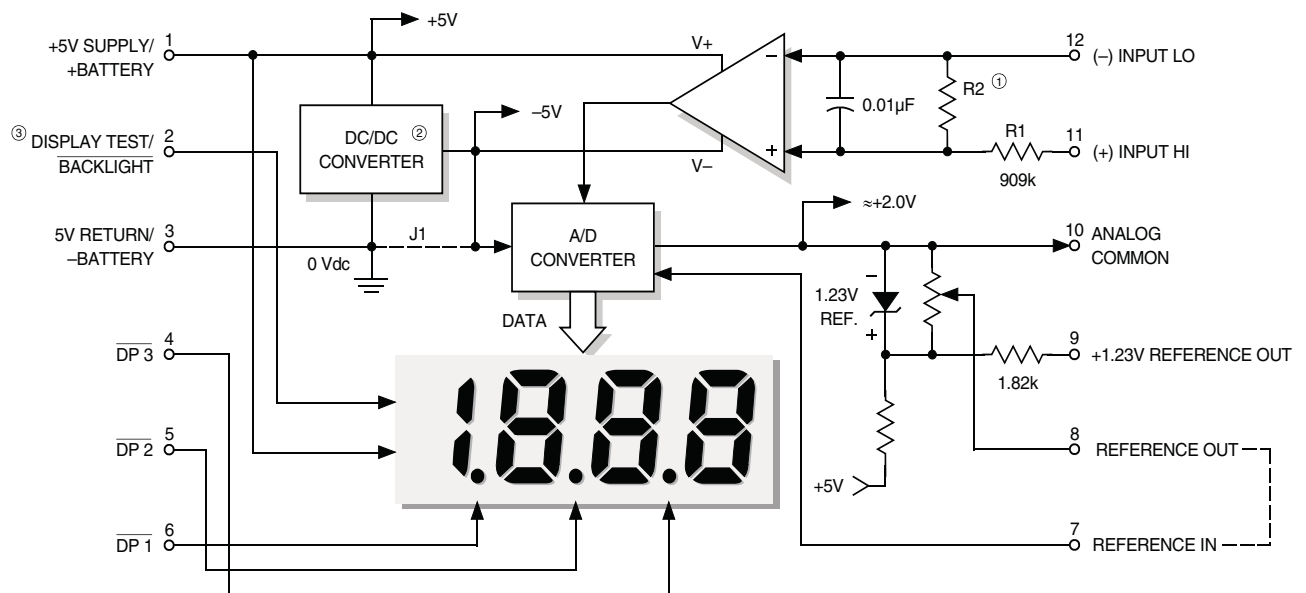 +5V SUPPLY/
+BATTERY
1
+5V
V+
12
(–) INPUT LO
0.01µF
R2 ①
③ DISPLAY TEST/
BACKLIGHT
2
DC/DC ②
CONVERTER
–5V
V–
R1
909k
11
(+) INPUT HI
5V RETURN/
–BATTERY
3
0 Vdc
J1
A/D
CONVERTER
≈+2.0V
10
ANALOG
COMMON
DATA
1.23V
REF.
–
+
DP 3
4
9
+1.23V REFERENCE OUT
1.82k
1.8.8.8
DP 2
5
8
REFERENCE OUT
+5V
DP 1
6
7
REFERENCE IN